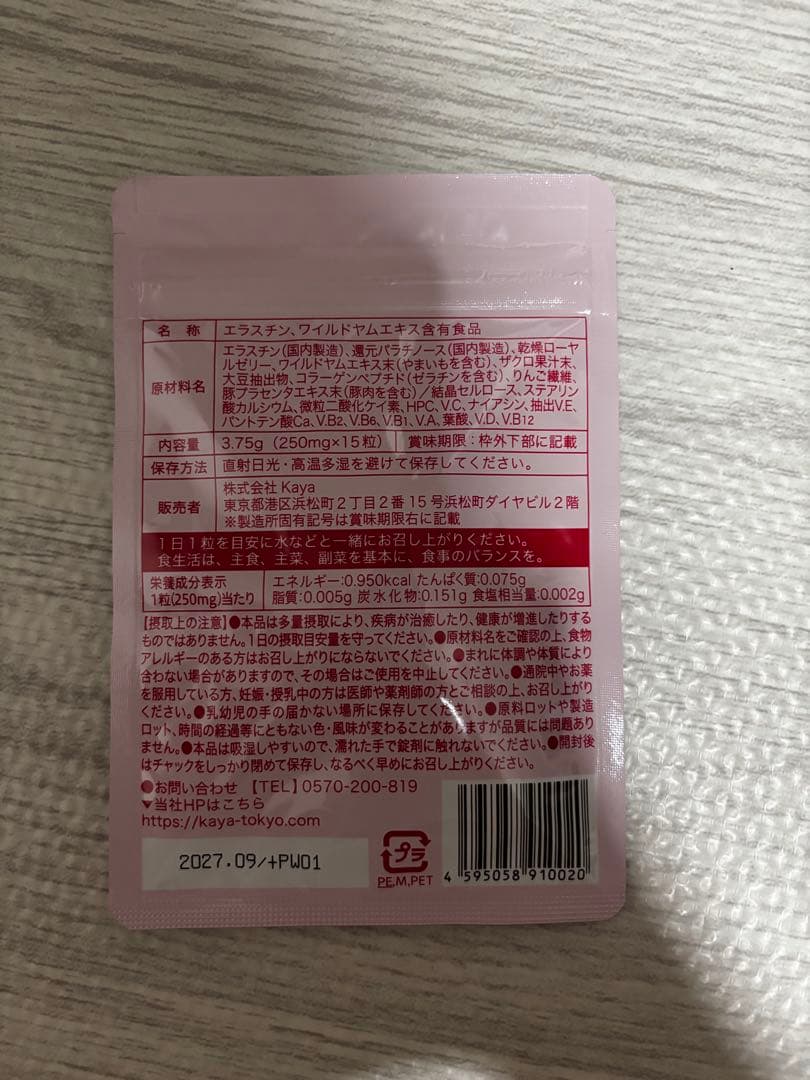 名 称 エラスチン、ワイルドヤムエキス含有食品
原材料名
エラスチン(国内製造)、還元パラチノース(国内製造)、乾燥ローヤ
ルゼリー、ワイルドヤムエキス末(やまいもを含む)、ザクロ果汁末、
大豆抽出物、コラーゲンペプチド(ゼラチンを含む)、りんご繊維、
豚プラセンタエキス末(豚肉を含む)/結晶セルロース、ステアリン
酸カルシウム、微粒二酸化ケイ素、HPC、V.C、ナイアシン、抽出V.E、
パントテン酸Ca、V.B2、V.B6、V.B1、V.A、葉酸、V.D、V.B12
内容量 3.75g(250mg×15粒) 賞味期限:枠外下部に記載
保存方法 直射日光・高温多湿を避けて保存してください。
販売者
株式会社 Kaya
東京都港区浜松町2丁目2番15号浜松町ダイヤビル2階
※製造所固有記号は賞味期限右に記載
1日1粒を目安に水などと一緒にお召し上がりください。
食生活は、主食、主菜、副菜を基本に、食事のバランスを。
栄養成分表示
1粒(250mg)当たり
エネルギー:0.950kcal たんぱく質:0.075g
脂質:0.005g 炭水化物:0.151g 食塩相当量:0.002g
【摂取上の注意】●本品は多量摂取により、疾病が治癒したり、健康が増進したりする
ものではありません。1日の摂取目安量を守ってください。●原材料名をご確認の上、食物
アレルギーのある方はお召し上がりにならないでください。●まれに体調や体質により
合わない場合がありますので、その場合はご使用を中止してください。●通院中やお薬
を服用している方、妊娠・授乳中の方は医師や薬剤師の方とご相談の上、お召し上がり
ください。●乳幼児の手の届かない場所に保存してください。●原料ロットや製造
ロット、時間の経過等にともない色・風味が変わることがありますが品質には問題あり
ません。●本品は吸湿しやすいので、濡れた手で錠剤に触れないでください。●開封後
はチャックをしっかり閉めて保存し、なるべく早めにお召し上がりください。
●お問い合わせ 【TEL】0570-200-819
▼当社HPはこちら
https://kaya-tokyo.com
2027.09/+PW01
プラ
PE,M,PET
4 595058 910020